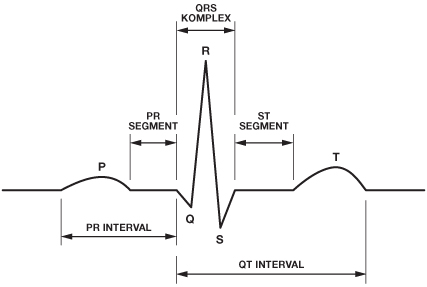 QRS
KOMPLEX
R
PR
SEGMENT
ST
SEGMENT
P
T
Q
S
PR INTERVAL
QT INTERVAL